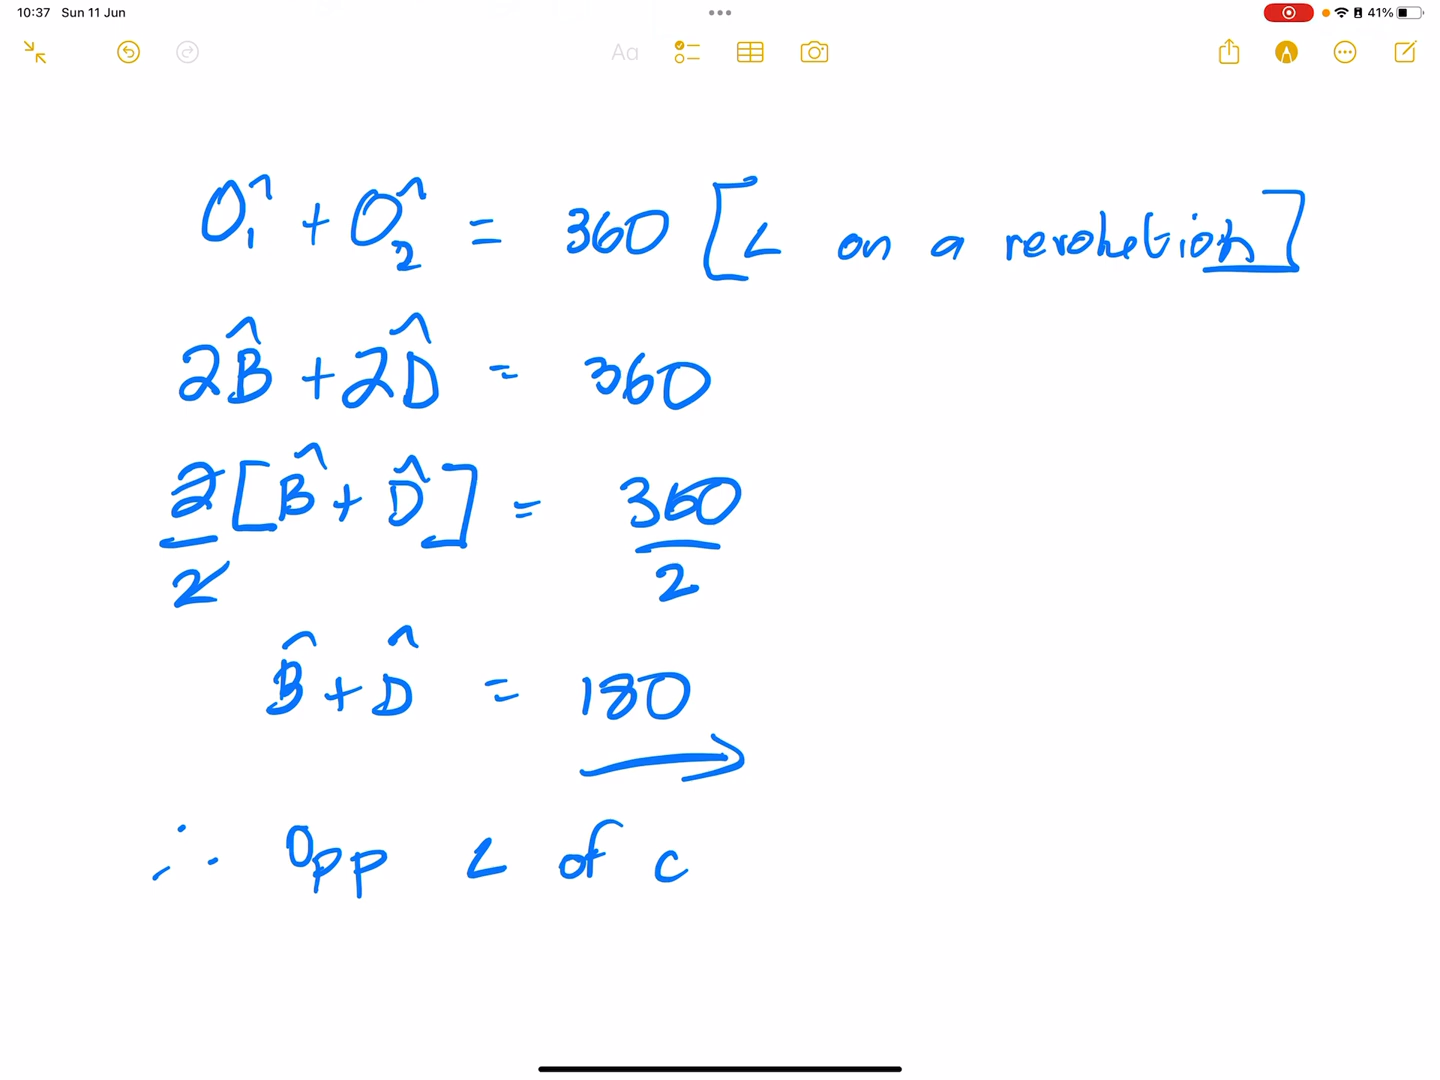 10:37 Sun 11 Jun
41%
Aa
Ô₁ + Ô₂ = 360 [∠ on a revolution]
2B̂ + 2D̂ = 360
2[B̂ + D̂] = 360
2 2
B̂ + D̂ = 180
∴ Opp ∠ of c